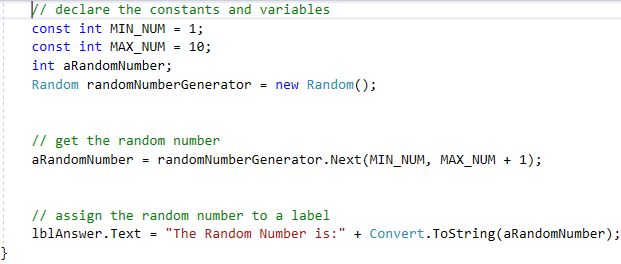 // declare the constants and variables
const int MIN_NUM = 1;
const int MAX_NUM = 10;
int aRandomNumber;
Random randomNumberGenerator = new Random();
// get the random number
aRandomNumber = randomNumberGenerator.Next(MIN_NUM, MAX_NUM + 1);
// assign the random number to a label
lblAnswer.Text = "The Random Number is:" + Convert.ToString(aRandomNumber);
}